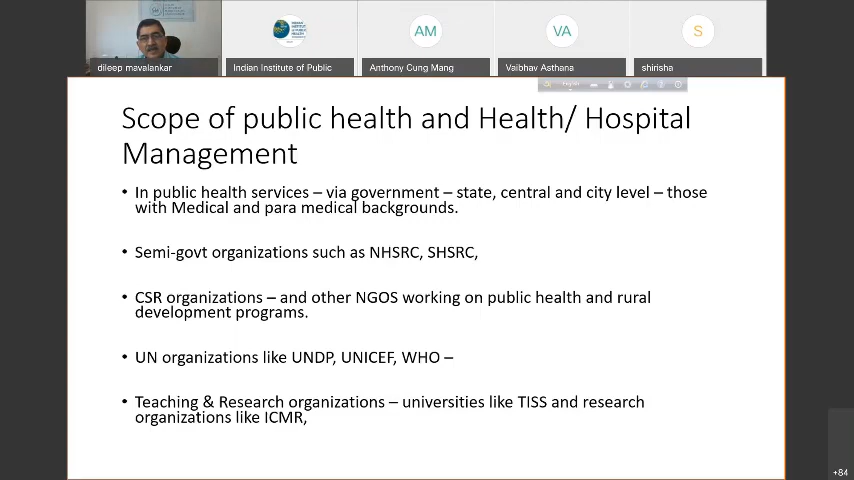 AM
VA
S
dileep mavalankar
Indian Institute of Public
Anthony Cung Mang
Vaibhav Asthana
shirisha
English
Scope of public health and Health/ Hospital
Management
• In public health services – via government – state, central and city level – those
with Medical and para medical backgrounds.
• Semi-govt organizations such as NHSRC, SHSRC,
• CSR organizations – and other NGOS working on public health and rural
development programs.
• UN organizations like UNDP, UNICEF, WHO –
• Teaching & Research organizations – universities like TISS and research
organizations like ICMR,
+84